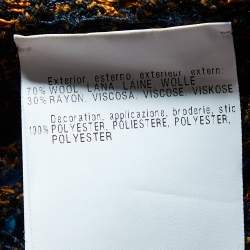 Exterior, esterno, exterieur, extern.
70% WOOL, LANA, LAINE, WOLLE
30% RAYON, VISCOSA, VISCOSE, VISKOSE
Decoration, applicazione, broderie, stic
100% POLYESTER, POLIESTERE, POLYESTER,
POLYESTER